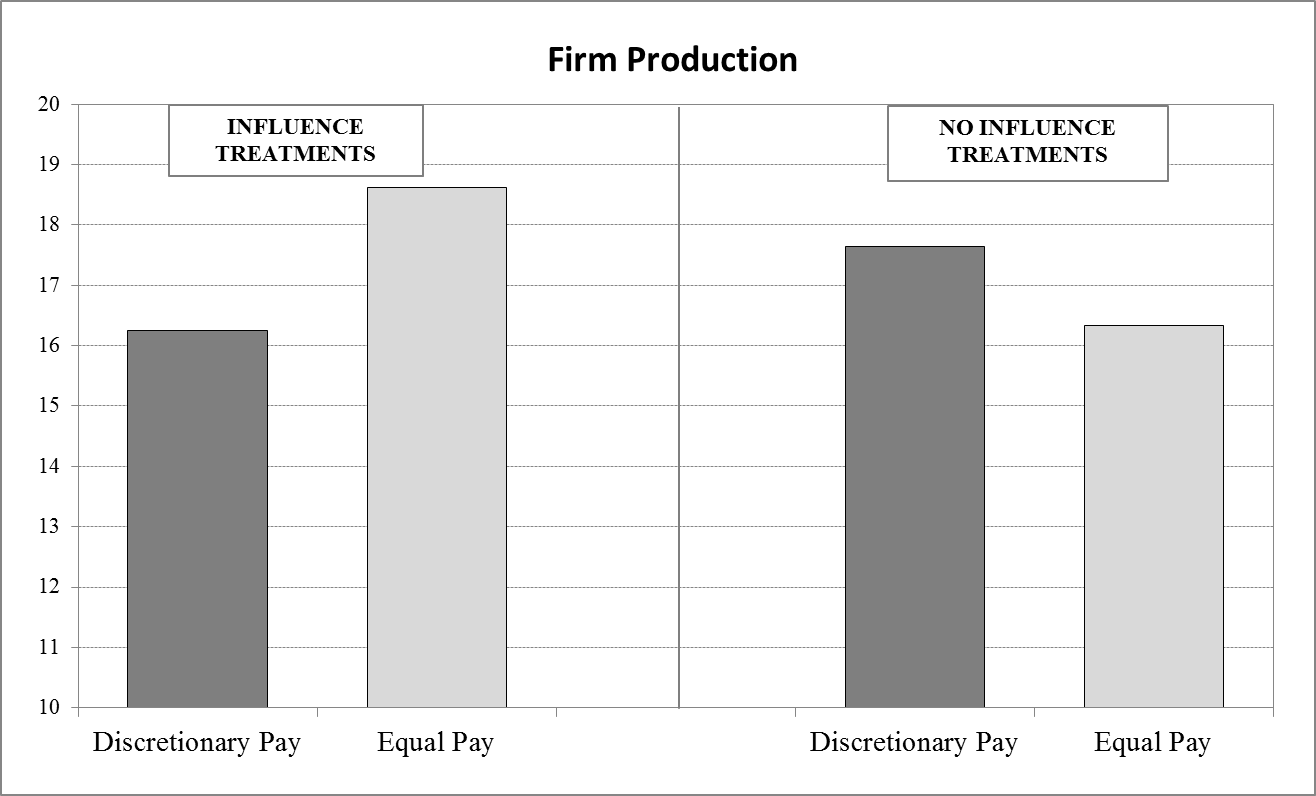 Firm Production
INFLUENCE
TREATMENTS
NO INFLUENCE
TREATMENTS
20
19
18
17
16
15
14
13
12
11
10
Discretionary Pay
Equal Pay
Discretionary Pay
Equal Pay